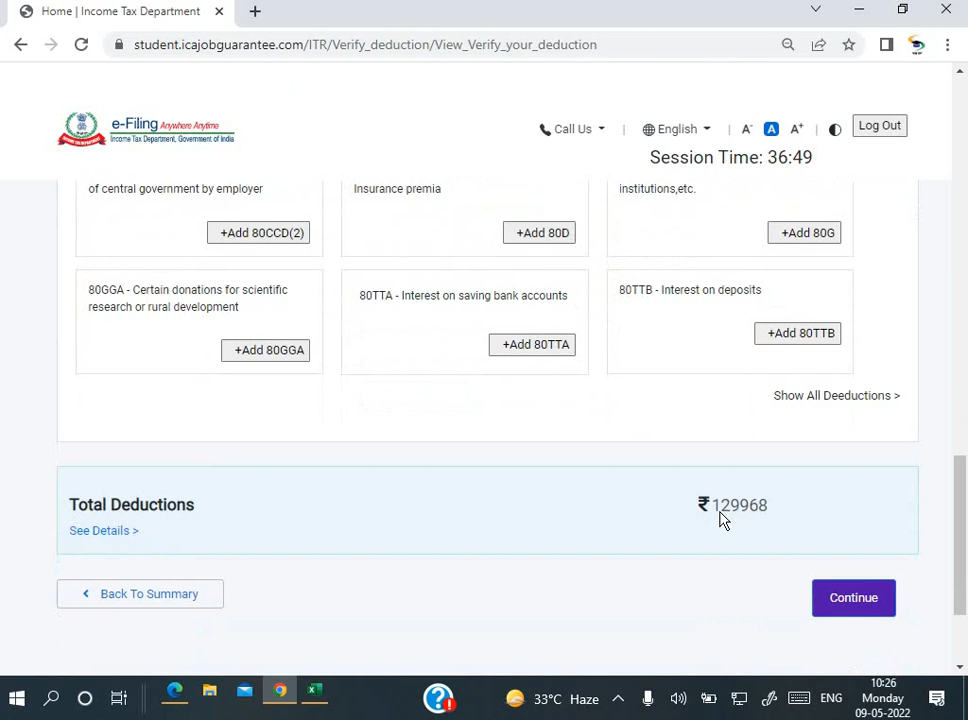 Home | Income Tax Department
student.icajobguarantee.com/ITR/Verify_deduction/View_Verify_your_deduction
e-Filing Anywhere Anytime
Income Tax Department, Government of India
Call Us
English
A-
A
A+
Log Out
Session Time: 36:49
of central government by employer
Insurance premia
institutions,etc.
+Add 80CCD(2)
+Add 80D
+Add 80G
80GGA - Certain donations for scientific
research or rural development
80TTA - Interest on saving bank accounts
80TTB - Interest on deposits
+Add 80GGA
+Add 80TTA
+Add 80TTB
Show All Deeductions >
Total Deductions
₹129968
See Details >
Back To Summary
Continue
33°C Haze
ENG
10:26
Monday
09-05-2022